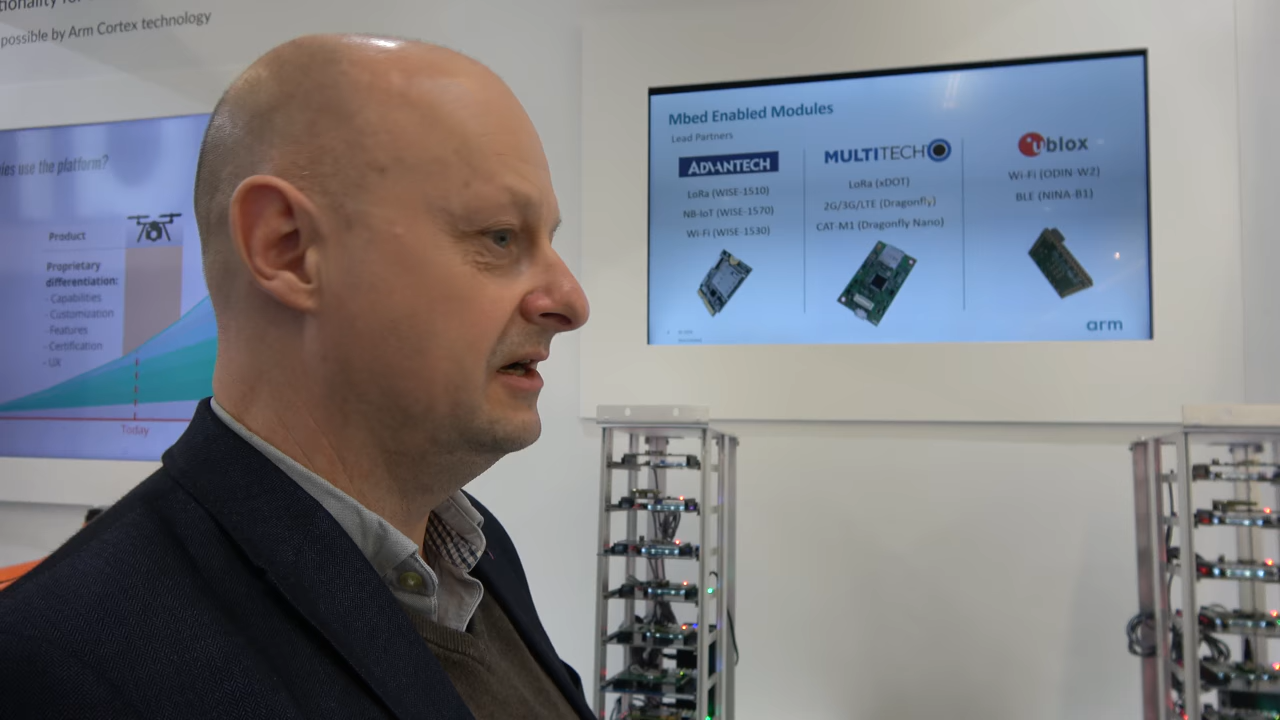 possible by Arm Cortex technology
use the platform?
Product
Proprietary
differentiation:
- Capabilities
- Customization
- Features
- Certification
- UX
Today
Mbed Enabled Modules
Lead Partners
ADVANTECH
LoRa (WISE-1510)
NB-IoT (WISE-1570)
Wi-Fi (WISE-1530)
MULTITECH
LoRa (xDOT)
2G/3G/LTE (Dragonfly)
CAT-M1 (Dragonfly Nano)
ublox
Wi-Fi (ODIN-W2)
BLE (NINA-B1)
arm